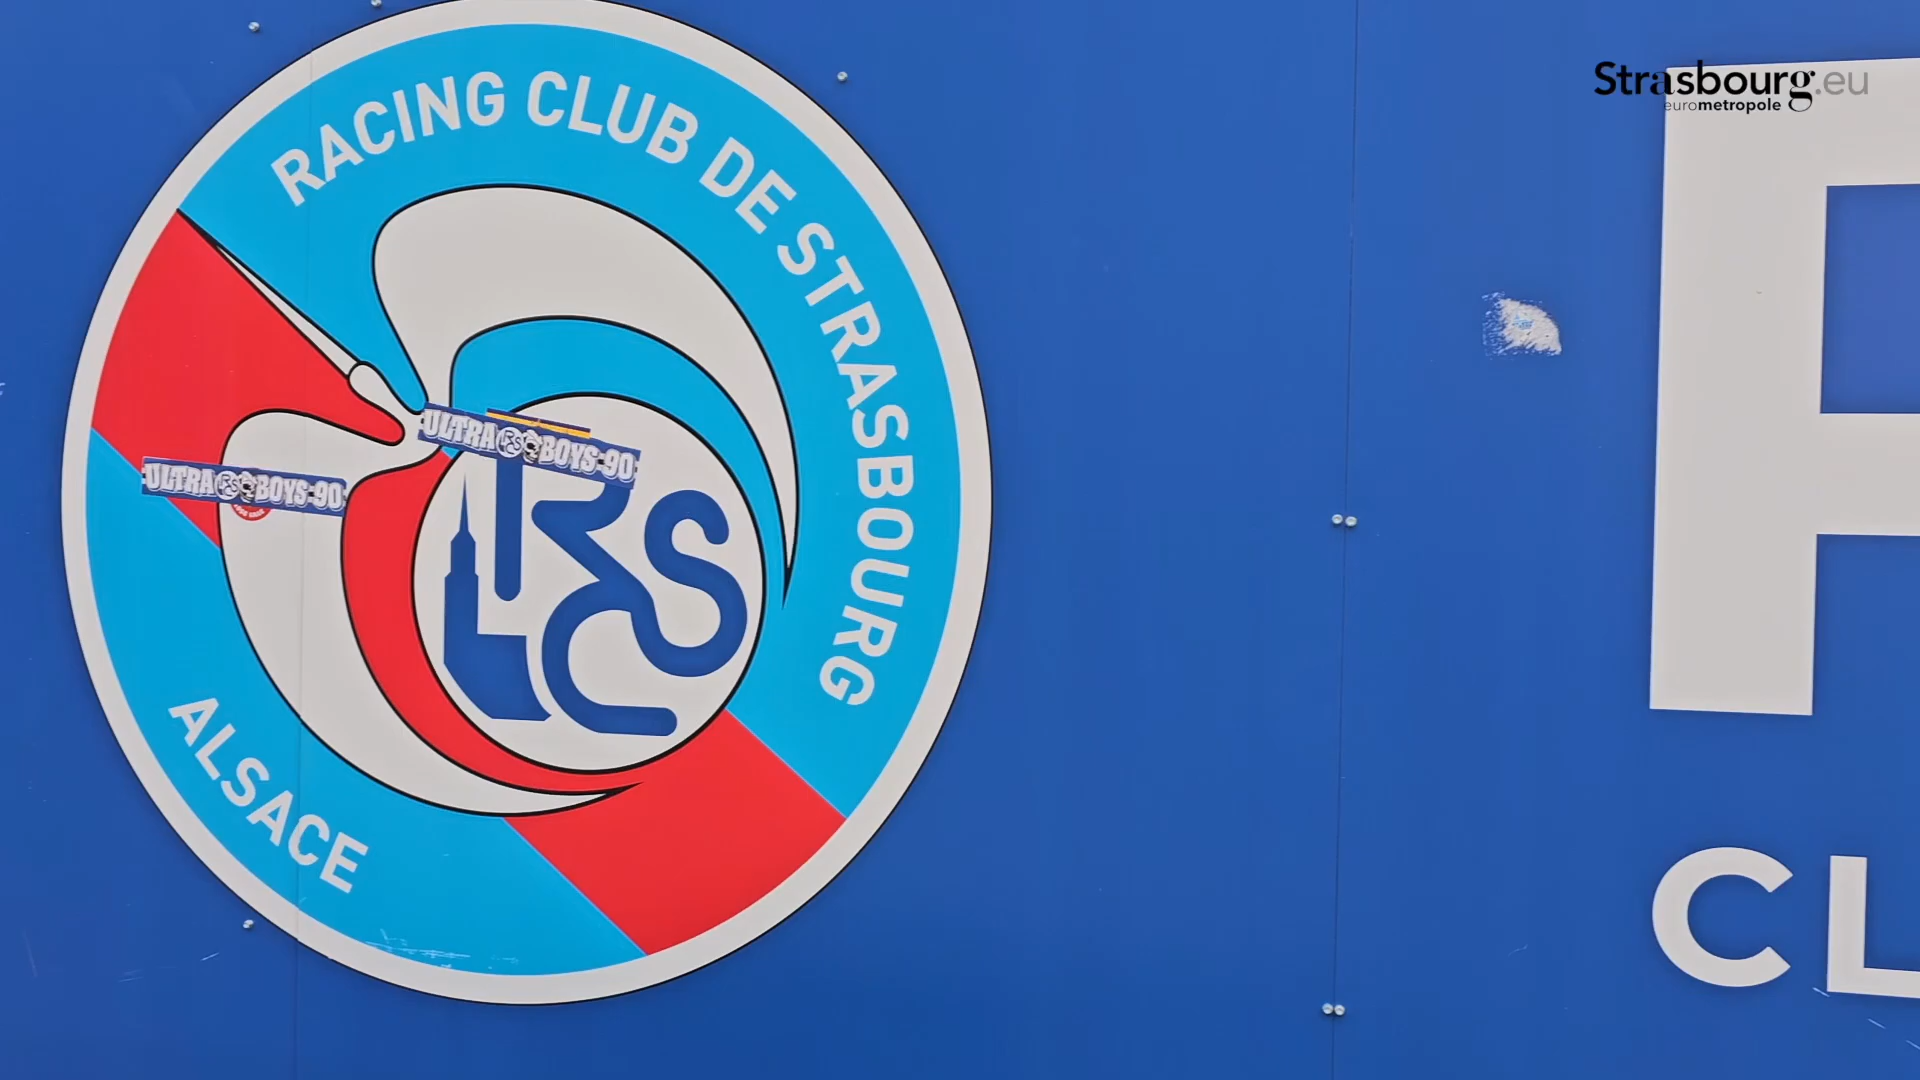 RACING CLUB DE STRASBOURG
ALSACE
ULTRA BOYS 90
ULTRA BOYS 90
RCS
Strasbourg.eu
eurometropole
R
CL